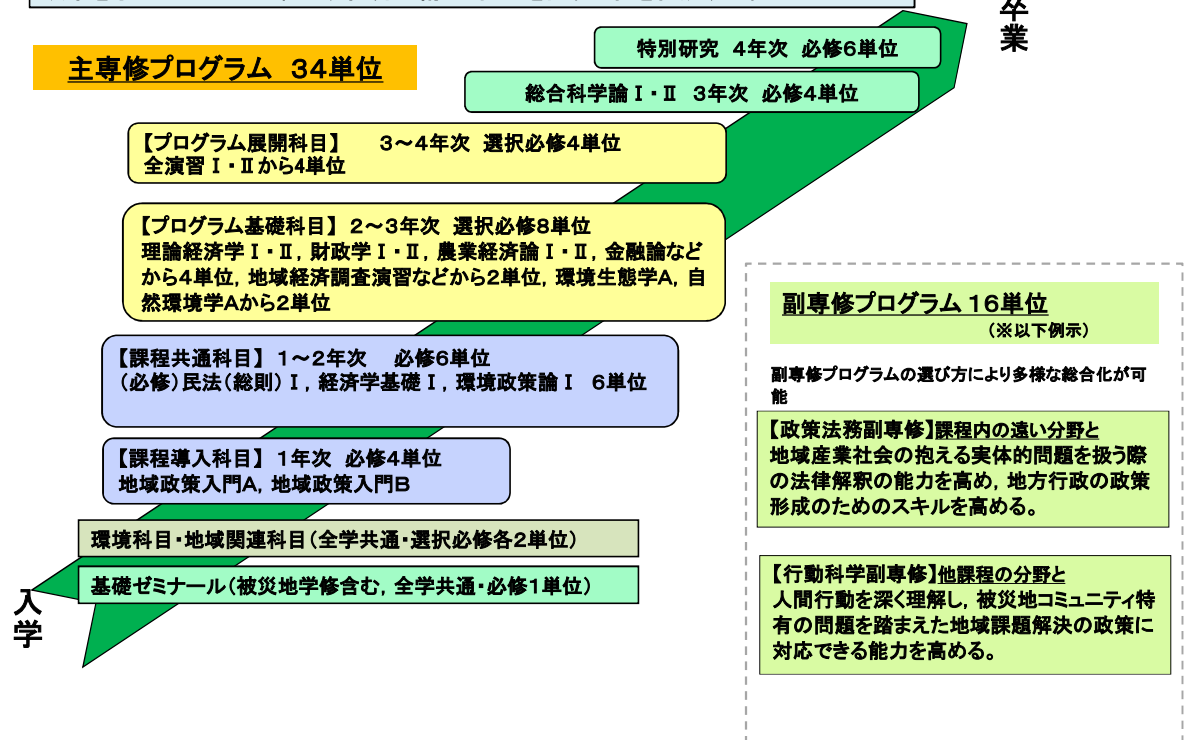 卒業
特別研究 4年次 必修6単位
主専修プログラム 34単位
総合科学論Ⅰ・Ⅱ 3年次 必修4単位
【プログラム展開科目】 3～4年次 選択必修4単位
全演習Ⅰ・Ⅱから4単位
【プログラム基礎科目】 2～3年次 選択必修8単位
理論経済学Ⅰ・Ⅱ, 財政学Ⅰ・Ⅱ, 農業経済論Ⅰ・Ⅱ, 金融論など
から4単位, 地域経済調査演習などから2単位, 環境生態学A, 自
然環境学Aから2単位
【課程共通科目】 1～2年次 必修6単位
(必修)民法(総則)Ⅰ, 経済学基礎Ⅰ, 環境政策論Ⅰ 6単位
【課程導入科目】 1年次 必修4単位
地域政策入門A, 地域政策入門B
環境科目・地域関連科目(全学共通・選択必修各2単位)
基礎ゼミナール(被災地学修含む, 全学共通・必修1単位)
入学
副専修プログラム 16単位
(※以下例示)
副専修プログラムの選び方により多様な総合化が可
能
【政策法務副専修】課程内の遠い分野と
地域産業社会の抱える実体的問題を扱う際
の法律解釈の能力を高め, 地方行政の政策
形成のためのスキルを高める。
【行動科学副専修】他課程の分野と
人間行動を深く理解し, 被災地コミュニティ特
有の問題を踏まえた地域課題解決の政策に
対応できる能力を高める。